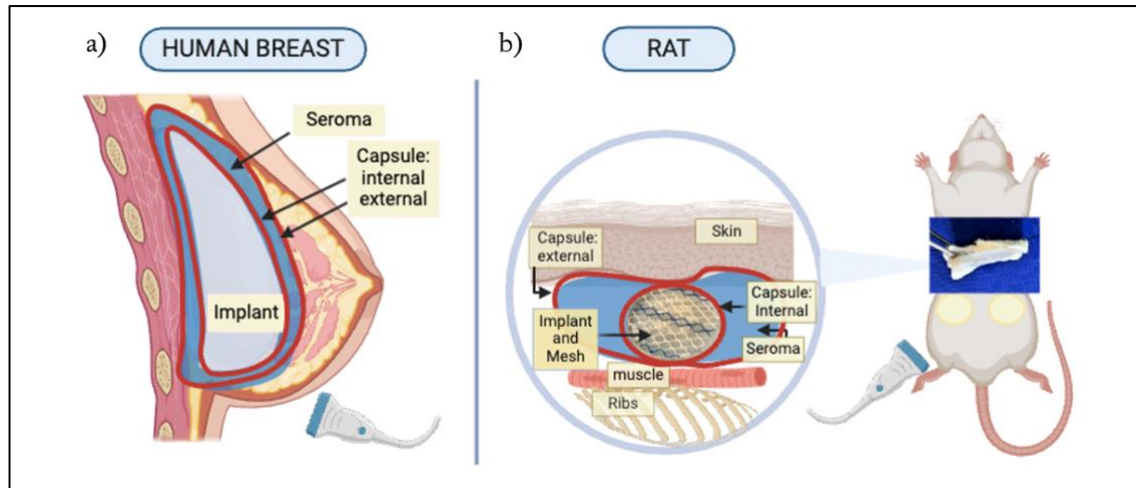 a)
HUMAN BREAST
Seroma
Capsule:
internal
external
Implant
b)
RAT
Skin
Capsule:
external
Capsule:
Internal
Implant
and
Mesh
Seroma
muscle
Ribs